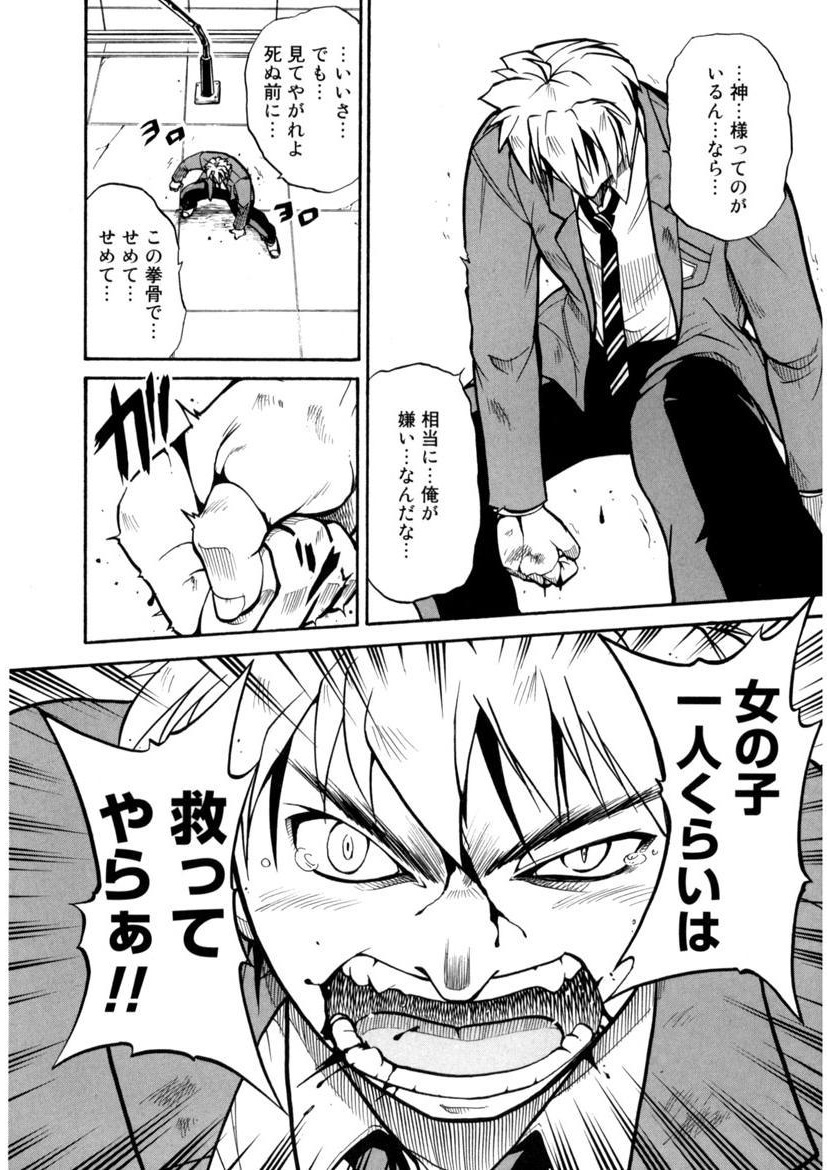 …神…様ってのが
いるん…なら…
相当に…俺が
嫌い…なんだな…
…いいさ…
でも…
見てやがれよ
死ぬ前に…
ヨロ
ヨロ
この拳骨で…
せめて…
せめて…
ガッ
女の子
一人くらいは
救って
やらぁ!!